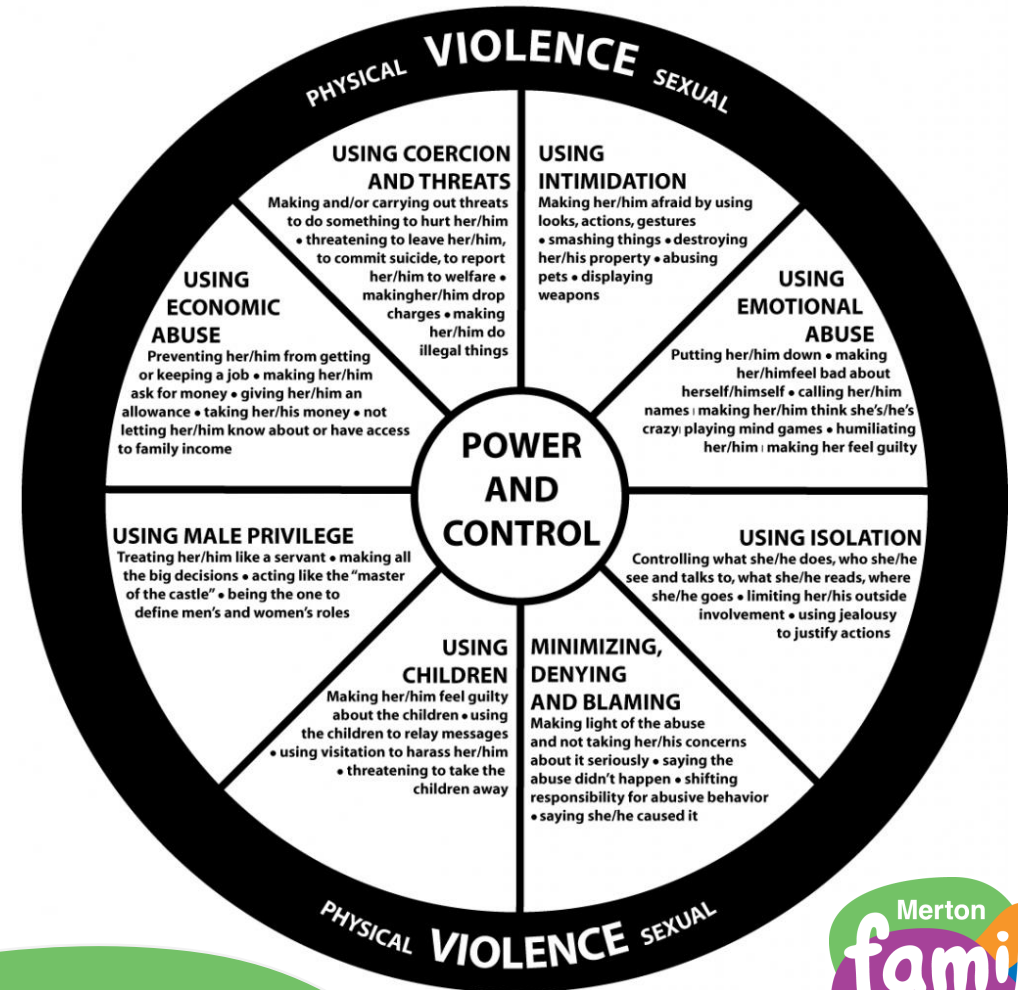 PHYSICAL VIOLENCE SEXUAL
USING COERCION
AND THREATS
Making and/or carrying out threats
to do something to hurt her/him
• threatening to leave her/him,
to commit suicide, to report
her/him to welfare •
makingher/him drop
charges • making
her/him do
illegal things
USING
INTIMIDATION
Making her/him afraid by using
looks, actions, gestures
• smashing things • destroying
her/his property • abusing
pets • displaying
weapons
USING
ECONOMIC
ABUSE
Preventing her/him from getting
or keeping a job • making her/him
ask for money • giving her/him an
allowance • taking her/his money • not
letting her/him know about or have access
to family income
USING
EMOTIONAL
ABUSE
Putting her/him down • making
her/himfeel bad about
herself/himself • calling her/him
names ı making her/him think she's/he's
crazyı playing mind games • humiliating
her/him ı making her feel guilty
POWER
AND
CONTROL
USING MALE PRIVILEGE
Treating her/him like a servant • making all
the big decisions • acting like the "master
of the castle" • being the one to
define men's and women's roles
USING ISOLATION
Controlling what she/he does, who she/he
see and talks to, what she/he reads, where
she/he goes • limiting her/his outside
involvement • using jealousy
to justify actions
USING
CHILDREN
Making her/him feel guilty
about the children • using
the children to relay messages
• using visitation to harass her/him
• threatening to take the
children away
MINIMIZING,
DENYING
AND BLAMING
Making light of the abuse
and not taking her/his concerns
about it seriously • saying the
abuse didn't happen • shifting
responsibility for abusive behavior
• saying she/he caused it
PHYSICAL VIOLENCE SEXUAL
Merton
fami